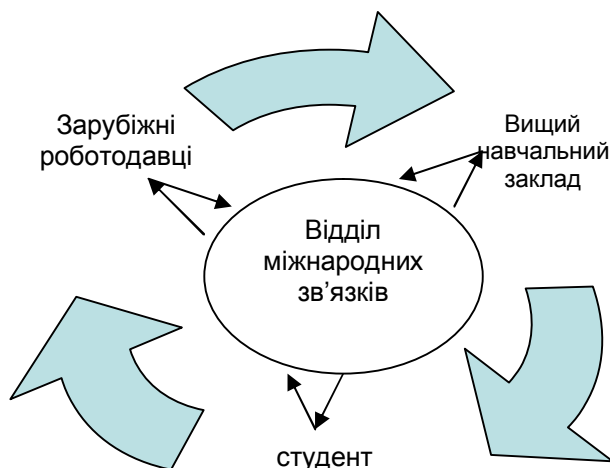 Зарубіжні
роботодавці
Вищий
навчальний
заклад
Відділ
міжнародних
зв’язків
студент